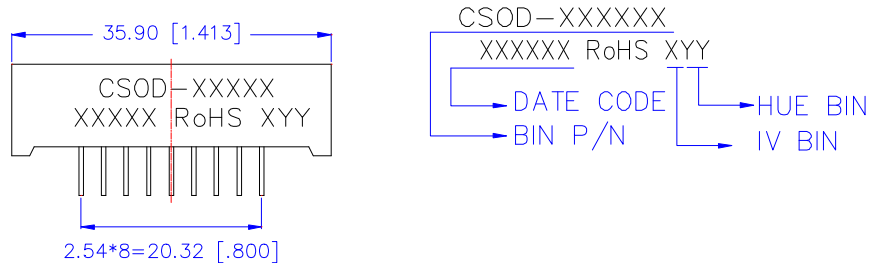 35.90 [1.413]
CSOD-XXXXX
XXXXX RoHS XYY
2.54*8=20.32 [.800]
CSOD-XXXXXX
XXXXXX RoHS XYY
DATE CODE
HUE BIN
BIN P/N
IV BIN